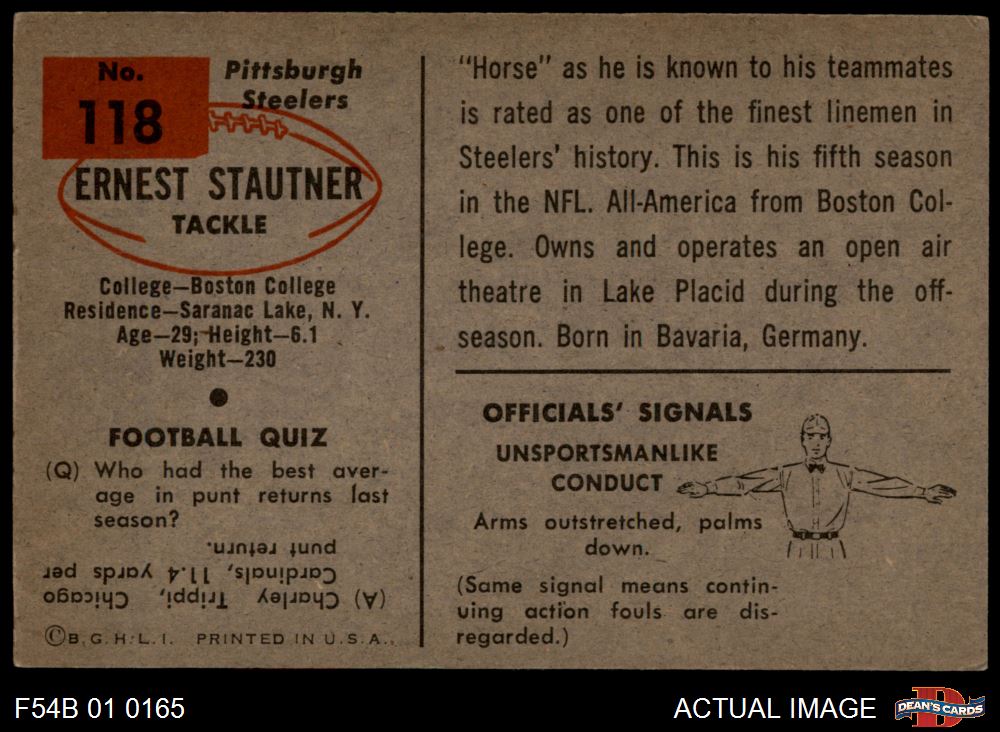 No.
118
Pittsburgh
Steelers
ERNEST STAUTNER
TACKLE
College—Boston College
Residence—Saranac Lake, N. Y.
Age—29; Height—6.1
Weight—230
FOOTBALL QUIZ
(Q) Who had the best aver-
age in punt returns last
season?
(A) Charley Trippi, Chicago
Cardinals, 11.4 yards per
punt return.
©B.G.H.L.I. PRINTED IN U.S.A.
"Horse" as he is known to his teammates
is rated as one of the finest linemen in
Steelers' history. This is his fifth season
in the NFL. All-America from Boston Col-
lege. Owns and operates an open air
theatre in Lake Placid during the off-
season. Born in Bavaria, Germany.
OFFICIALS' SIGNALS
UNSPORTSMANLIKE
CONDUCT
Arms outstretched, palms
down.
(Same signal means contin-
uing action fouls are dis-
regarded.)
F54B 01 0165
ACTUAL IMAGE
DEAN'S CARDS